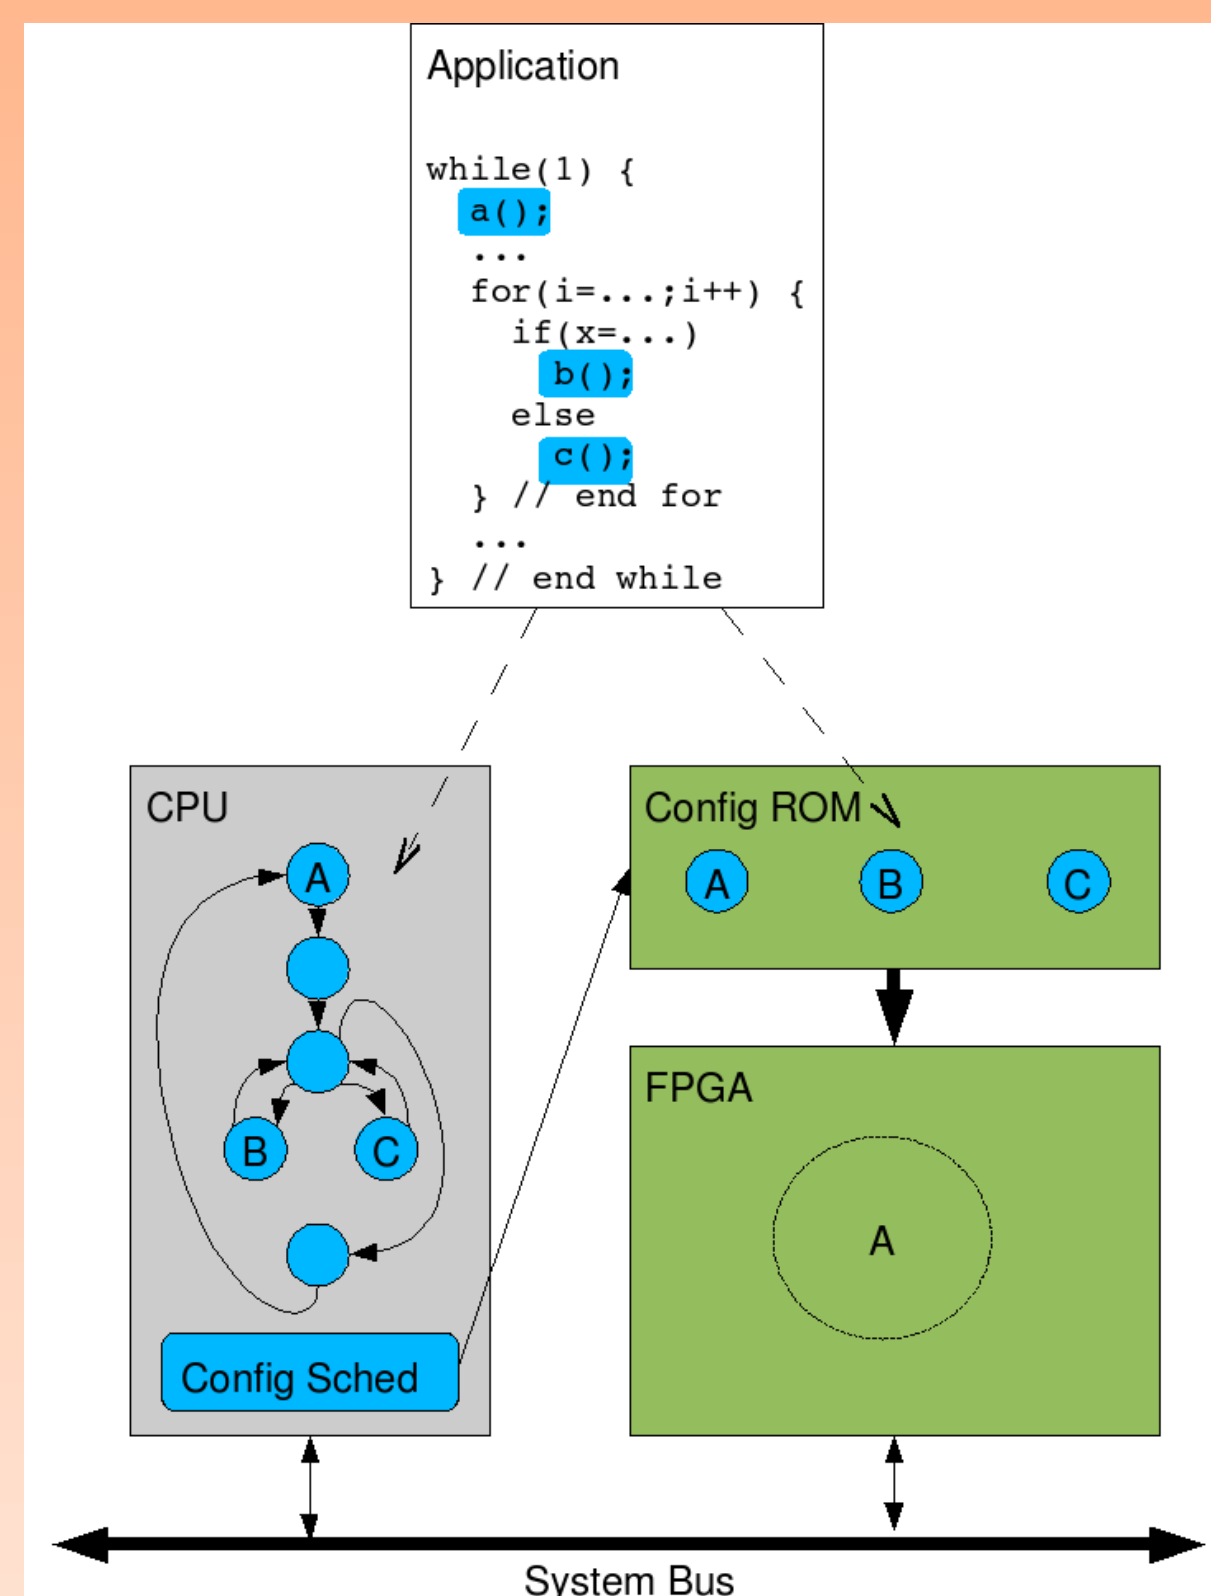 Application
while(1) {
a();
...
for(i=...;i++) {
if(x=...)
b();
else
c();
} // end for
...
} // end while
CPU
A
B
C
Config Sched
Config ROM
A B C
FPGA
A
System Bus